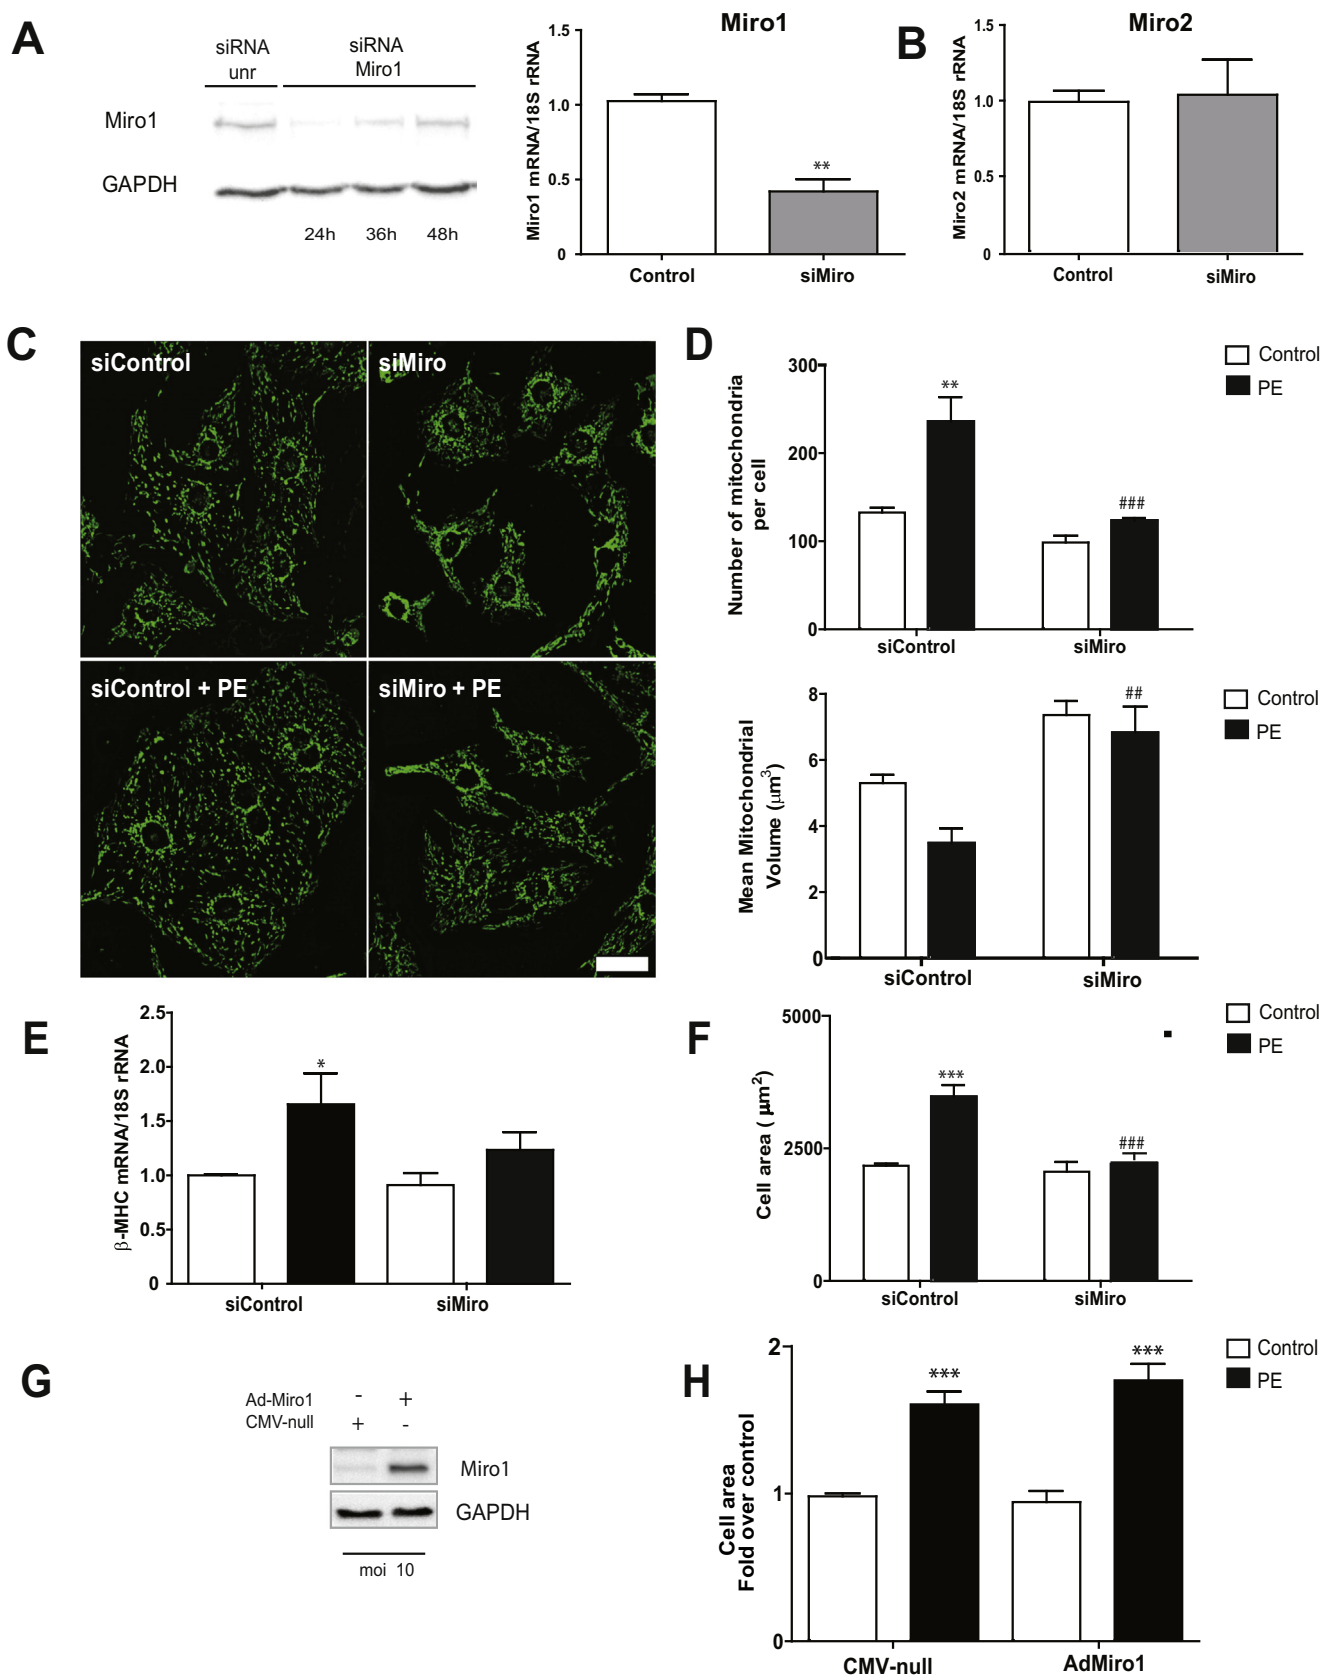 A
siRNA
unr
siRNA
Miro1
Miro1
GAPDH
24h 36h 48h
Miro1
Miro1 mRNA/18S rRNA
1.5
1.0
0.5
0
**
Control
siMiro
B
Miro2
Miro2 mRNA/18S rRNA
1.5
1.0
0.5
0
Control
siMiro
C
siControl
siMiro
siControl + PE
siMiro + PE
D
Number of mitochondria
per cell
300
200
100
0
**
###
siControl
siMiro
Control
PE
Mean Mitochondrial
Volume (μm³)
8
6
4
2
0
##
siControl
siMiro
Control
PE
E
β-MHC mRNA/18S rRNA
2.5
2.0
1.5
1.0
0.5
0
*
siControl
siMiro
F
Cell area ( μm²)
5000
2500
0
***
###
siControl
siMiro
Control
PE
G
Ad-Miro1 - +
CMV-null + -
Miro1
GAPDH
moi 10
H
Cell area
Fold over control
2
1
0
***
***
CMV-null
AdMiro1
Control
PE